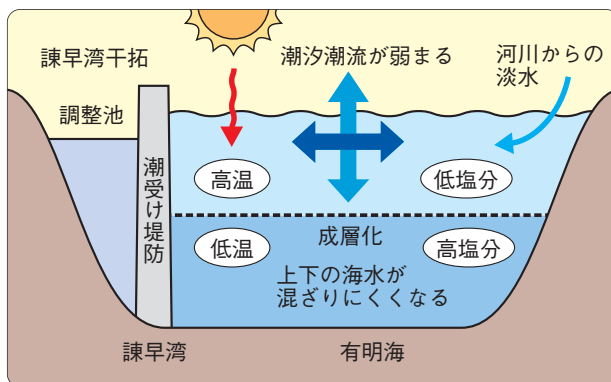 諫早湾干拓
調整池
潮受け堤防
潮汐潮流が弱まる
河川からの
淡水
高温
低塩分
低温
成層化
高塩分
上下の海水が
混ざりにくくなる
諫早湾
有明海